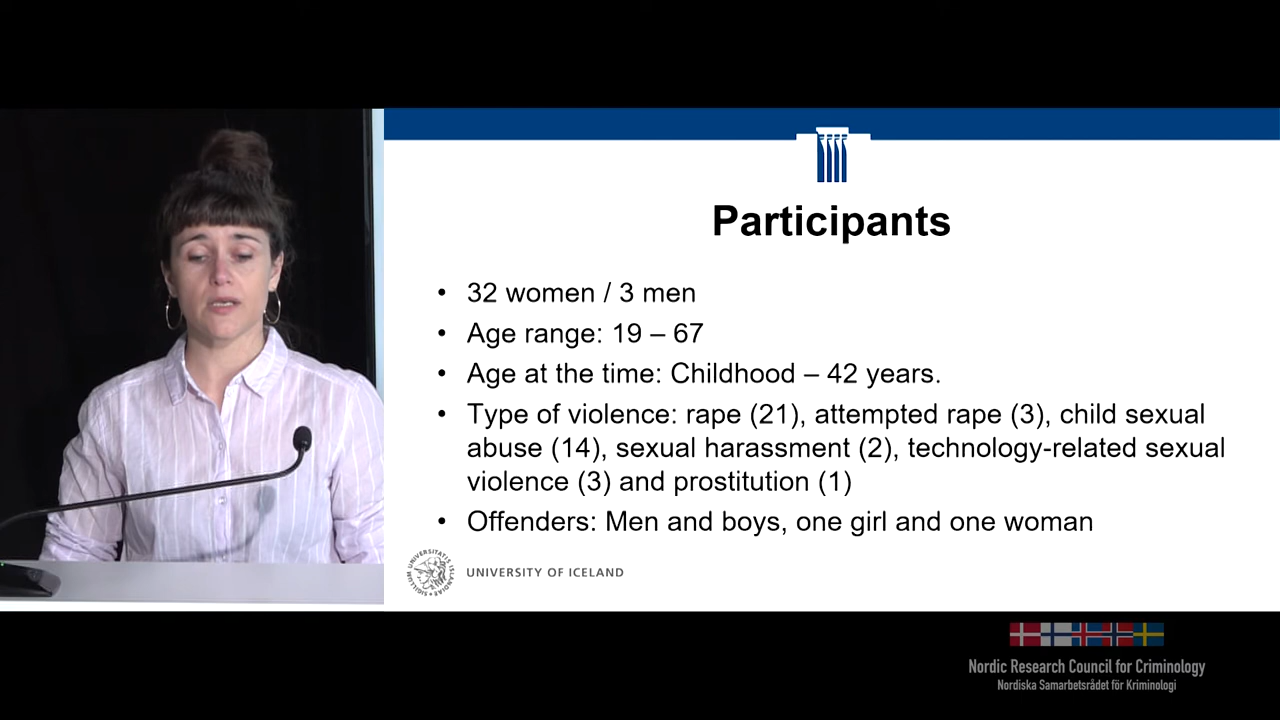 Participants
• 32 women / 3 men
• Age range: 19 – 67
• Age at the time: Childhood – 42 years.
• Type of violence: rape (21), attempted rape (3), child sexual
abuse (14), sexual harassment (2), technology-related sexual
violence (3) and prostitution (1)
• Offenders: Men and boys, one girl and one woman
SIGILLUM UNIVERSITATIS ISLANDIAE
UNIVERSITY OF ICELAND
Nordic Research Council for Criminology
Nordiska Samarbetsrådet för Kriminologi